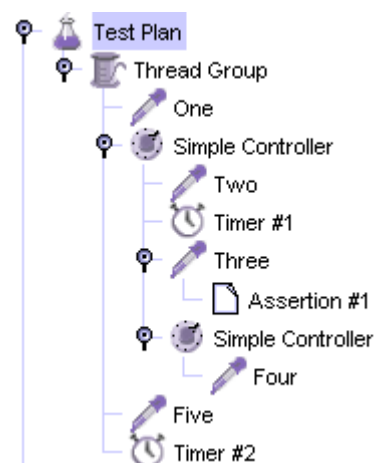 Test Plan
Thread Group
One
Simple Controller
Two
Timer #1
Three
Assertion #1
Simple Controller
Four
Five
Timer #2